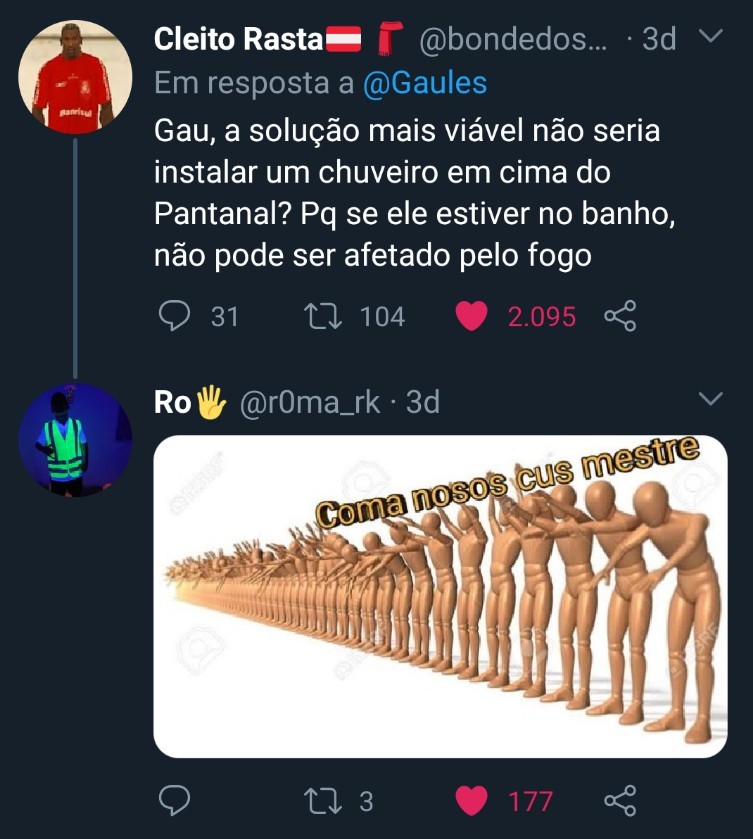 Cleito Rasta @bondedos... · 3d
Em resposta a @Gaules
Gau, a solução mais viável não seria
instalar um chuveiro em cima do
Pantanal? Pq se ele estiver no banho,
não pode ser afetado pelo fogo
31 104 2.095
Banrisul
Ro🖐 @r0ma_rk · 3d
Coma nosos cus mestre
3 177